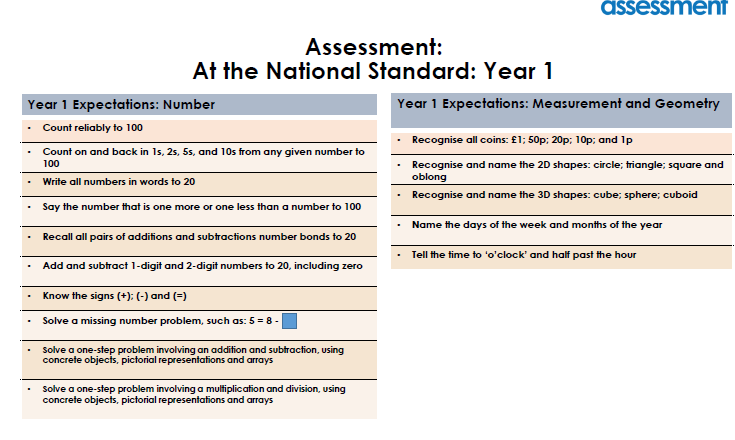 assessment
Assessment:
At the National Standard: Year 1
Year 1 Expectations: Number
• Count reliably to 100
• Count on and back in 1s, 2s, 5s, and 10s from any given number to
100
• Write all numbers in words to 20
• Say the number that is one more or one less than a number to 100
• Recall all pairs of additions and subtractions number bonds to 20
• Add and subtract 1-digit and 2-digit numbers to 20, including zero
• Know the signs (+); (-) and (=)
• Solve a missing number problem, such as: 5 = 8 -
• Solve a one-step problem involving an addition and subtraction, using
concrete objects, pictorial representations and arrays
• Solve a one-step problem involving a multiplication and division, using
concrete objects, pictorial representations and arrays
Year 1 Expectations: Measurement and Geometry
• Recognise all coins: £1; 50p; 20p; 10p; and 1p
• Recognise and name the 2D shapes: circle; triangle; square and
oblong
• Recognise and name the 3D shapes: cube; sphere; cuboid
• Name the days of the week and months of the year
• Tell the time to ‘o’clock’ and half past the hour